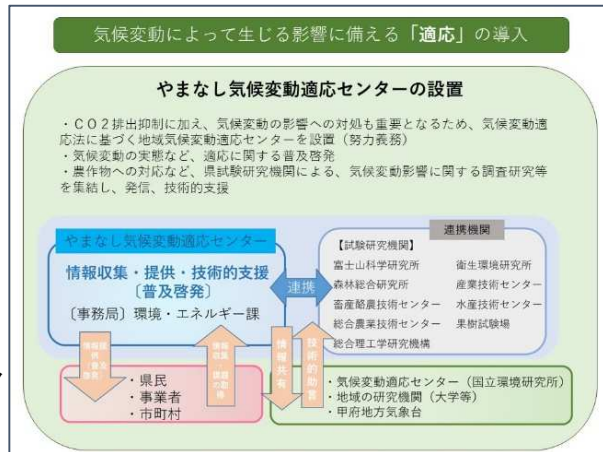 気候変動によって生じる影響に備える「適応」の導入
やまなし気候変動適応センターの設置
・ＣＯ２排出抑制に加え、気候変動の影響への対処も重要となるため、気候変動適
応法に基づく地域気候変動適応センターを設置（努力義務）
・気候変動の実態など、適応に関する普及啓発
・農作物への対応など、県試験研究機関による、気候変動影響に関する調査研究等
を集結し、発信、技術的支援
やまなし気候変動適応センター
情報収集・提供・技術的支援
〔普及啓発〕
〔事務局〕環境・エネルギー課
連携
連携機関
【試験研究機関】
富士山科学研究所
衛生環境研究所
森林総合研究所
産業技術センター
畜産酪農技術センター
水産技術センター
総合農業技術センター
果樹試験場
総合理工学研究機構
情報共有
技術的助言
・県民
・事業者
・市町村
・気候変動適応センター（国立環境研究所）
・地域の研究機関（大学等）
・甲府地方気象台